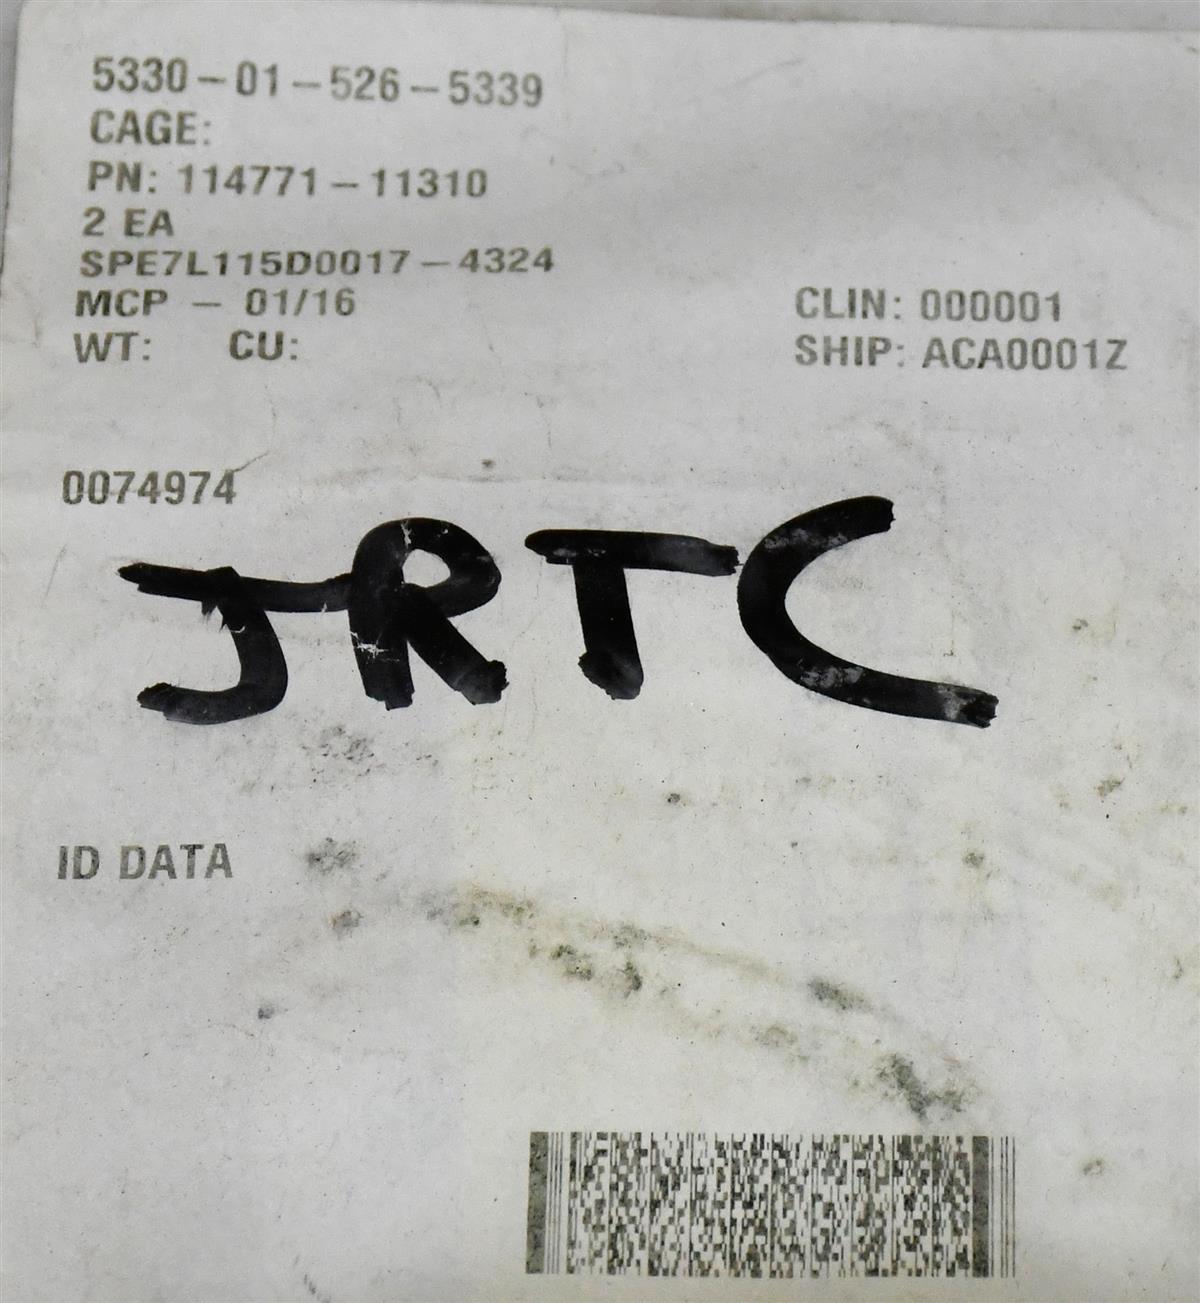 5330-01-526-5339
CAGE:
PN: 114771-11310
2 EA
SPE7L115D0017-4324
MCP - 01/16
CLIN: 000001
WT: CU:
SHIP: ACA0001Z
0074974
JRTC
ID DATA